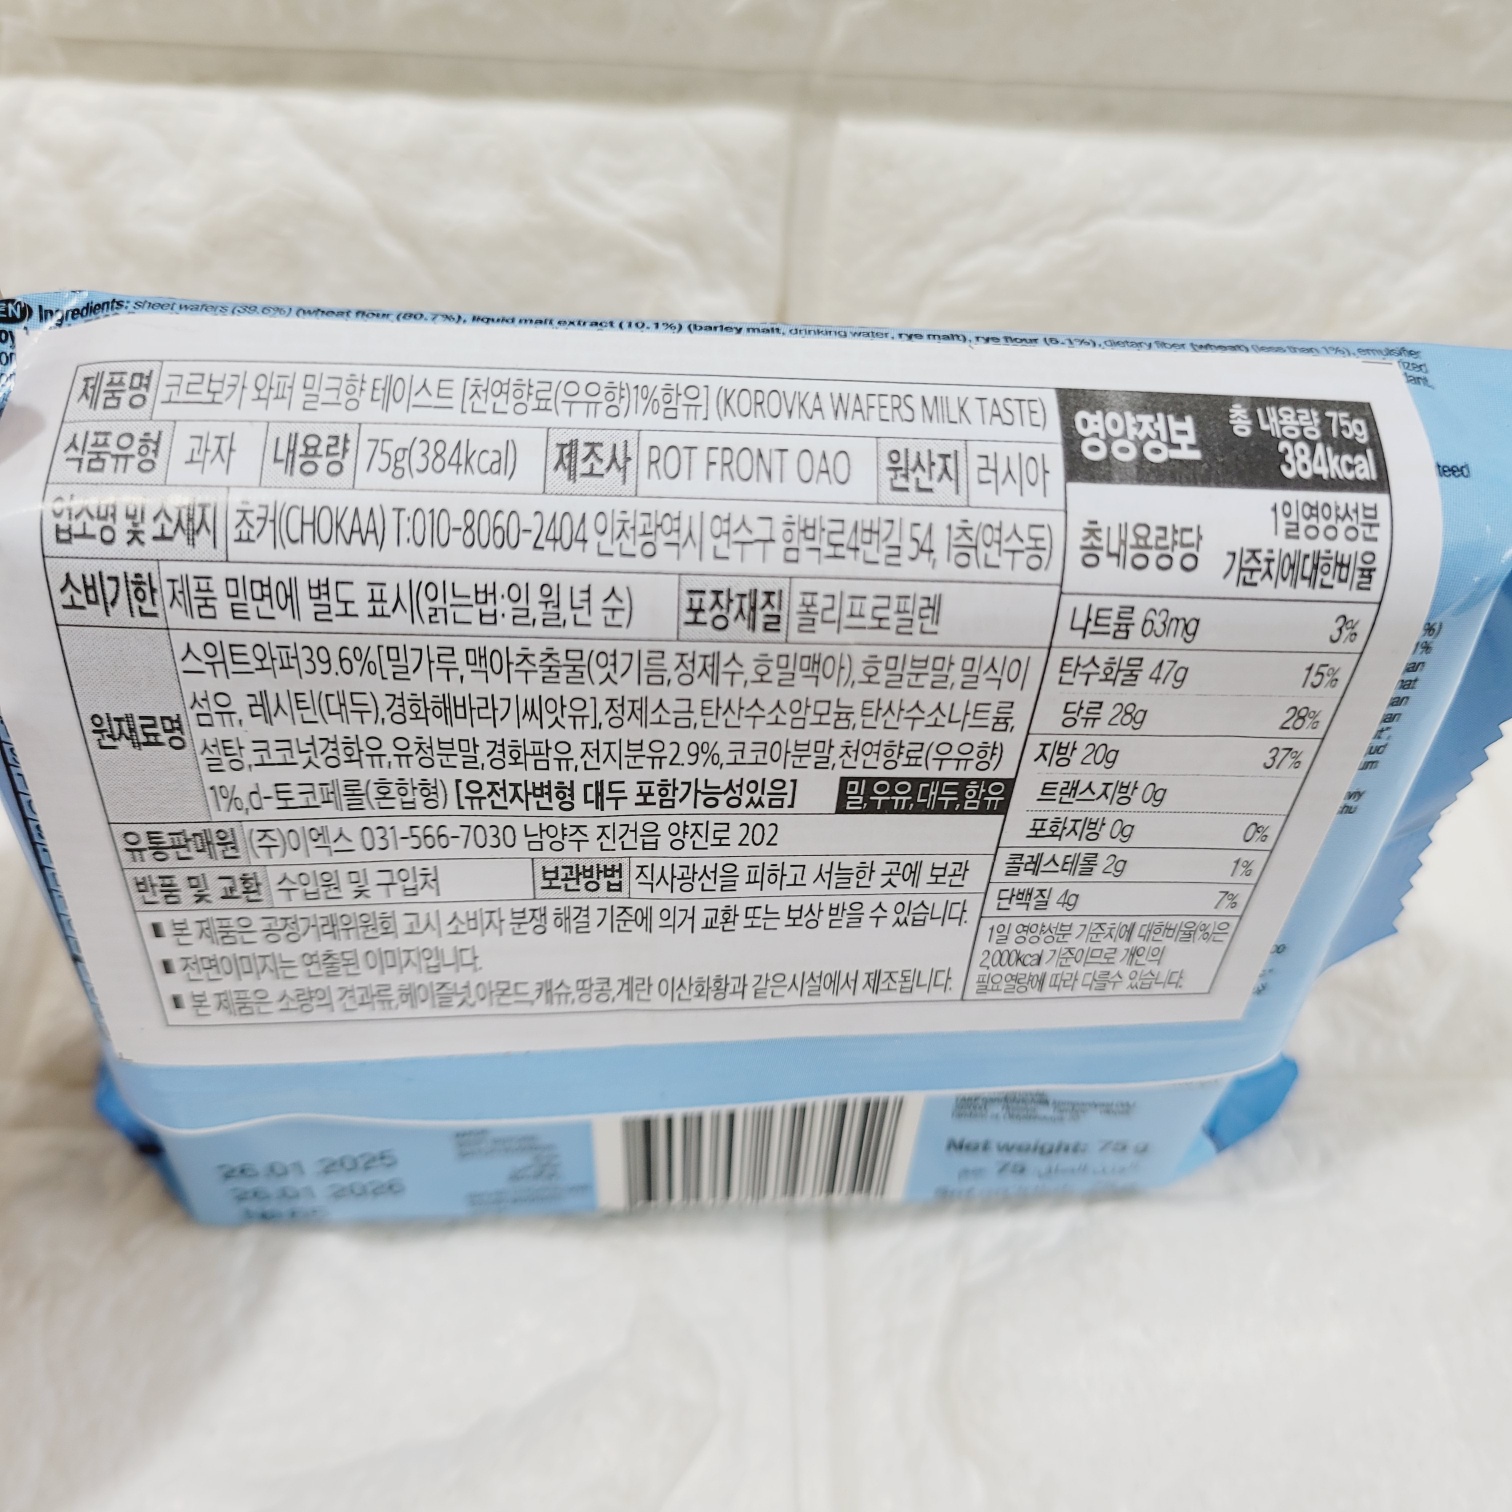 EN Ingredients: sheet wafers (39.6%) (wheat flour (80.7%), liquid malt extract (10.1%) (barley malt, drinking water, rye malt), rye flour (6.1%), dietary fiber (wheat) (less than 1%), emulsifier
제품명 코르보카 와퍼 밀크향 테이스트 [천연향료(우유향)1%함유] (KOROVKA WAFERS MILK TASTE)
식품유형 과자 내용량 75g(384kcal) 제조사 ROT FRONT OAO 원산지 러시아
업소명 및 소재지 쵸커(CHOKAA) T:010-8060-2404 인천광역시 연수구 함박로4번길 54, 1층(연수동)
소비기한 제품 밑면에 별도 표시(읽는법:일,월,년 순) 포장재질 폴리프로필렌
원재료명 스위트와퍼39.6%[밀가루,맥아추출물(엿기름,정제수,호밀맥아),호밀분말,밀식이
섬유, 레시틴(대두),경화해바라기씨앗유],정제소금,탄산수소암모늄,탄산수소나트륨,
설탕,코코넛경화유,유청분말,경화팜유,전지분유2.9%,코코아분말,천연향료(우유향)
1%,d-토코페롤(혼합형) [유전자변형 대두 포함가능성있음] 밀,우유,대두,함유
유통판매원 (주)이엑스 031-566-7030 남양주 진건읍 양진로 202
반품 및 교환 수입원 및 구입처 보관방법 직사광선을 피하고 서늘한 곳에 보관
본 제품은 공정거래위원회 고시 소비자 분쟁 해결 기준에 의거 교환 또는 보상 받을 수 있습니다.
전면이미지는 연출된 이미지입니다.
본 제품은 소량의 견과류,헤이즐넛,아몬드,캐슈,땅콩,계란 이산화황과 같은시설에서 제조됩니다.
영양정보 총 내용량 75g
384kcal
총내용량당 1일영양성분
기준치에대한비율
나트륨 63mg 3%
탄수화물 47g 15%
당류 28g 28%
지방 20g 37%
트랜스지방 0g
포화지방 0g 0%
콜레스테롤 2g 1%
단백질 4g 7%
1일 영양성분 기준치에 대한비율(%)은
2,000kcal 기준이므로 개인의
필요열량에 따라 다를수 있습니다.
26.01 2025
26.01 2026
Net weight: 75 g